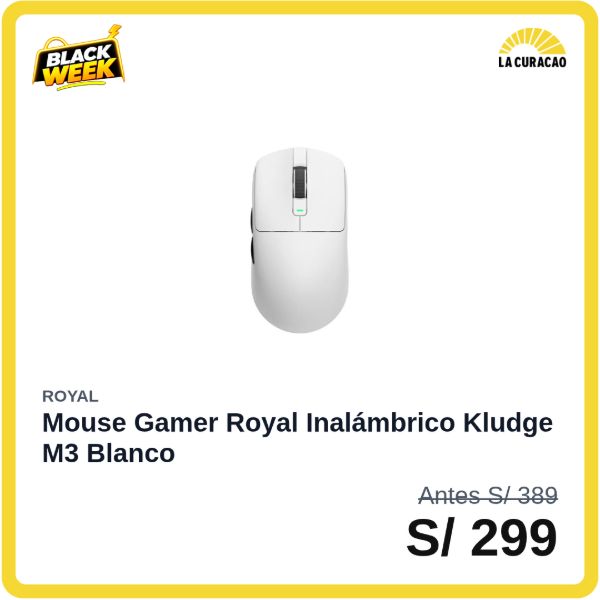 BLACK
WEEK
LA CURACAO
ROYAL
Mouse Gamer Royal Inalámbrico Kludge
M3 Blanco
Antes S/ 389
S/ 299